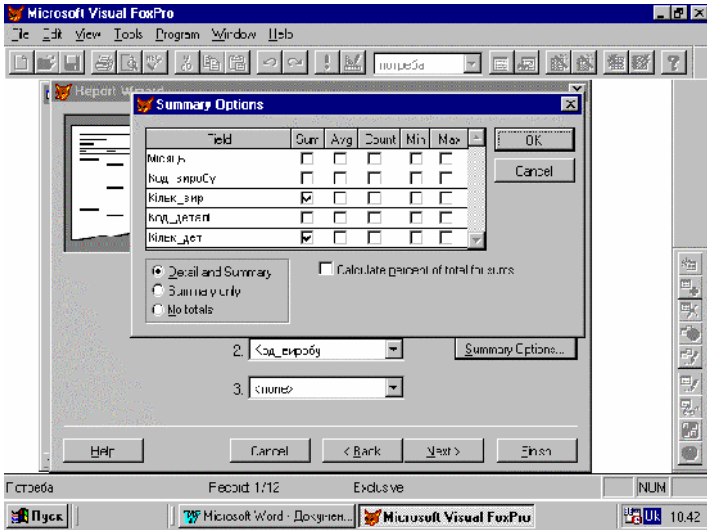 Microsoft Visual FoxPro
File Edit View Tools Program Window Help
потреба
Report Wizard
Summary Options
Field Sum Avg Count Min Max
Місяць
Код_виробу
Кільк_вир
Код_деталі
Кільк_дет
OK
Cancel
Detail and Summary
Summary only
No totals
Calculate percent of total for sums
2. Код_виробу
Summary Options...
3. <none>
Help Cancel < Back Next > Finish
Потреба Record: 1/12 Exclusive NUM
Пуск Microsoft Word - Докумен... Microsoft Visual FoxPro Uk 10.42